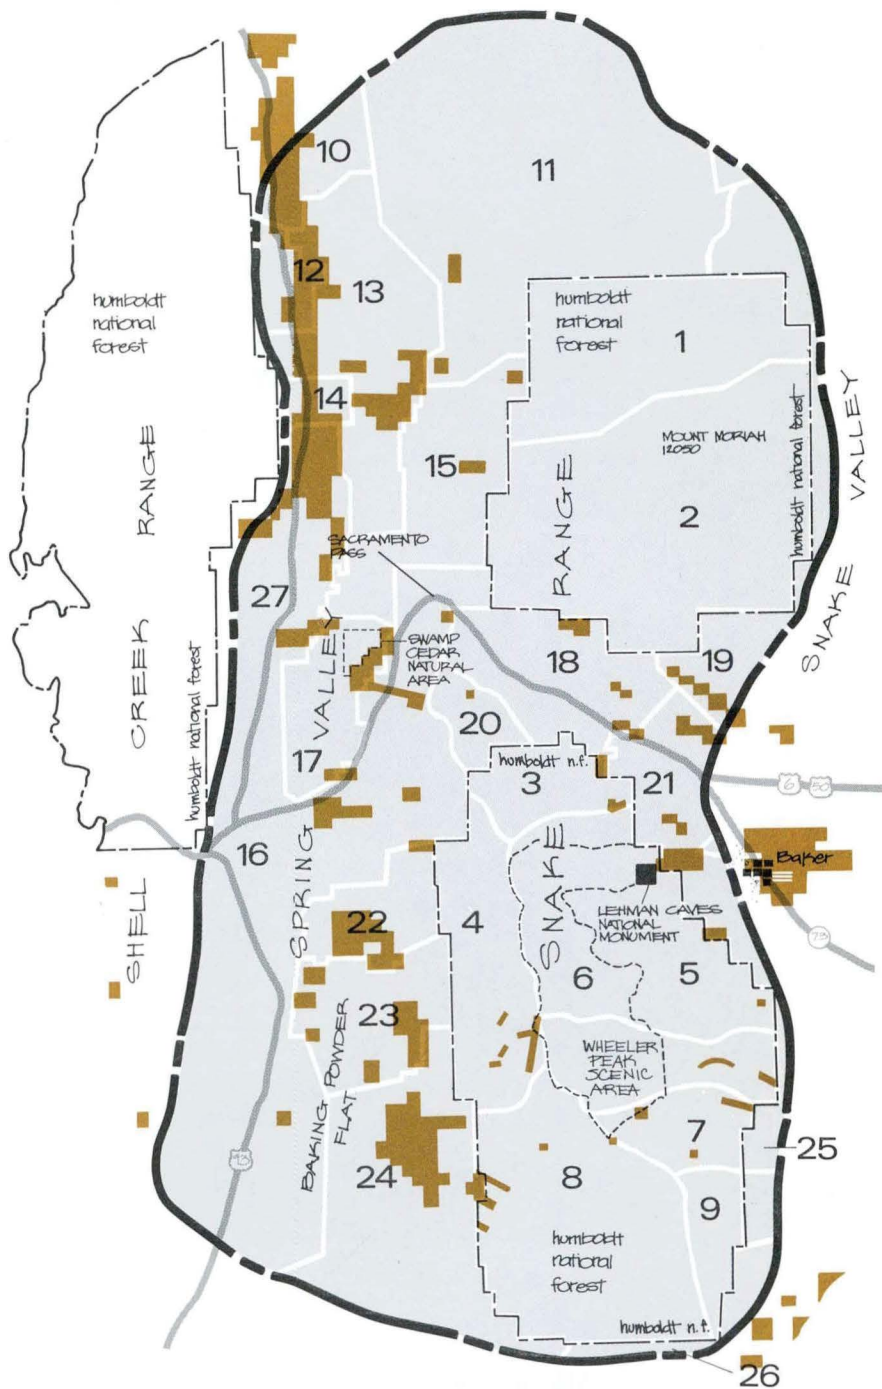 10
11
12
13
humboldt
national
forest
humboldt
national
forest
1
14
SHELL CREEK RANGE
15
MOUNT MORIAH
12050
humboldt national forest
SNAKE VALLEY
2
SNAKE RANGE
SACRAMENTO
PASS
27
SWAMP
CEDAR
NATURAL
AREA
18
19
humboldt national forest
SPRING VALLEY
17
20
humboldt n.f.
3
21
6
50
16
Baker
22
4
LEHMAN CAVES
NATIONAL
MONUMENT
73
6
5
23
BAKING POWDER
FLAT
WHEELER
PEAK
SCENIC
AREA
93
24
7
25
8
9
humboldt
national
forest
humboldt n.f.
26